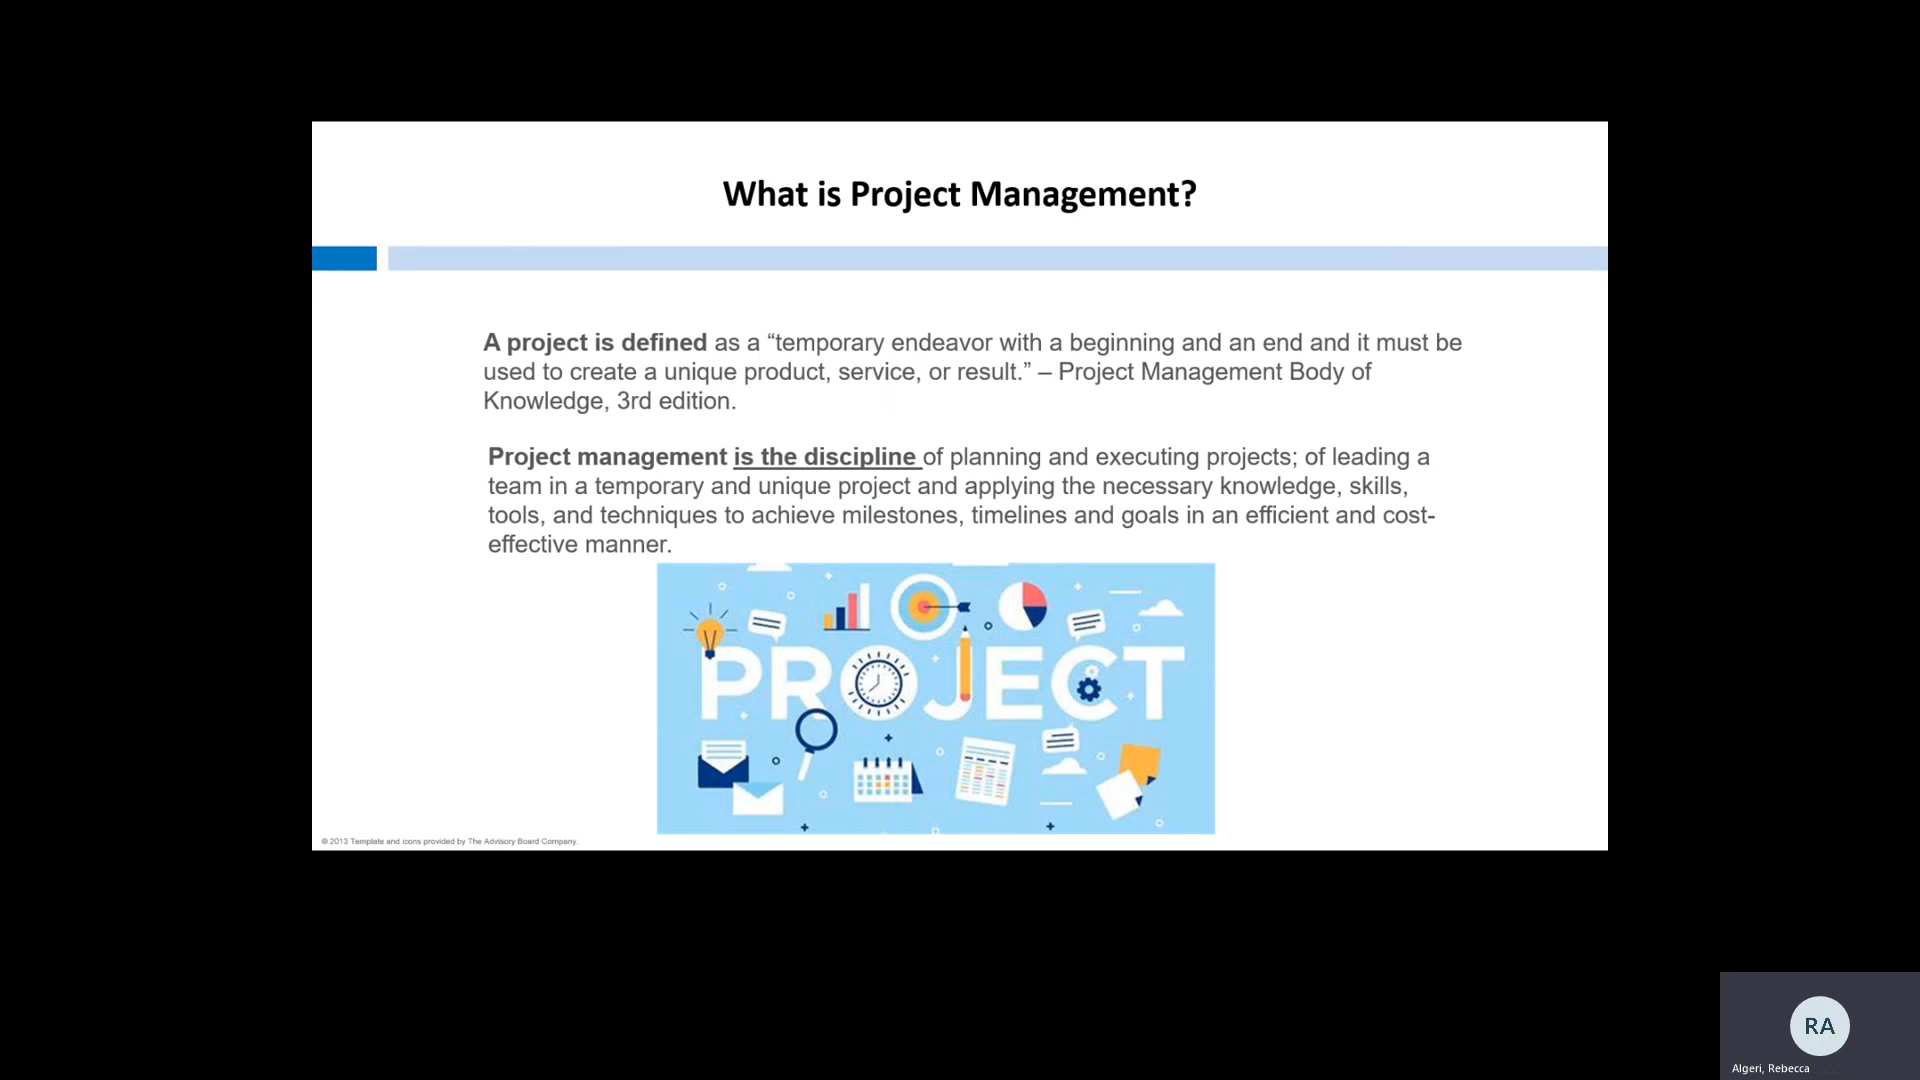 What is Project Management?
A project is defined as a “temporary endeavor with a beginning and an end and it must be
used to create a unique product, service, or result.” – Project Management Body of
Knowledge, 3rd edition.
Project management is the discipline of planning and executing projects; of leading a
team in a temporary and unique project and applying the necessary knowledge, skills,
tools, and techniques to achieve milestones, timelines and goals in an efficient and cost-
effective manner.
PROJECT
© 2013 Template and icons provided by The Advisory Board Company.
RA
Algeri, Rebecca